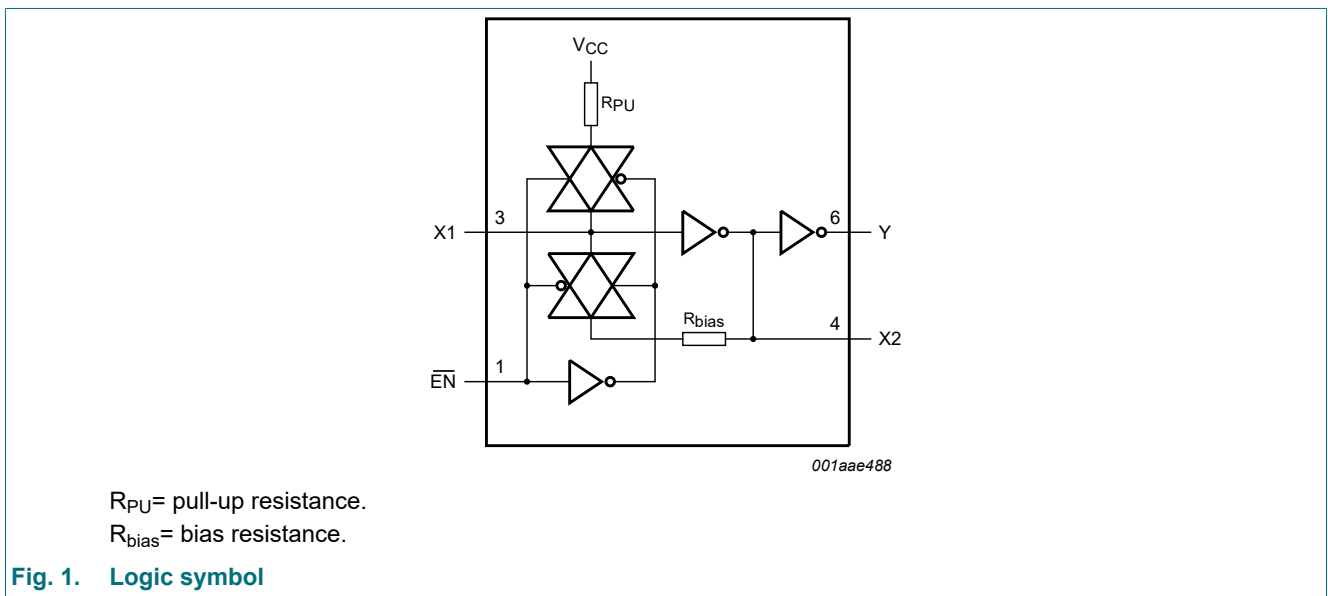 VCC
RPU
3
X1
6
Y
Rbias
4
X2
1
EN
001aae488
RPU= pull-up resistance.
Rbias= bias resistance.
Fig. 1. Logic symbol